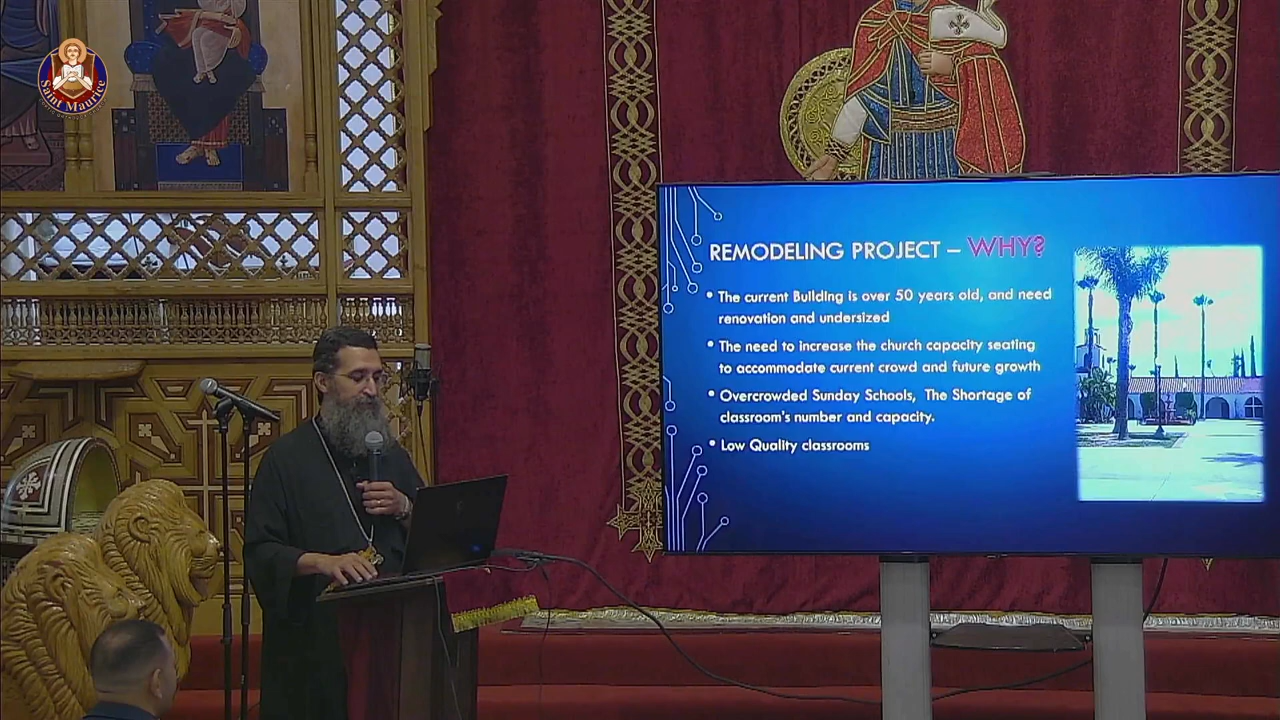 Saint Maurice
REMODELING PROJECT – WHY?
• The current Building is over 50 years old, and need
renovation and undersized
• The need to increase the church capacity seating
to accommodate current crowd and future growth
• Overcrowded Sunday Schools, The Shortage of
classroom's number and capacity.
• Low Quality classrooms